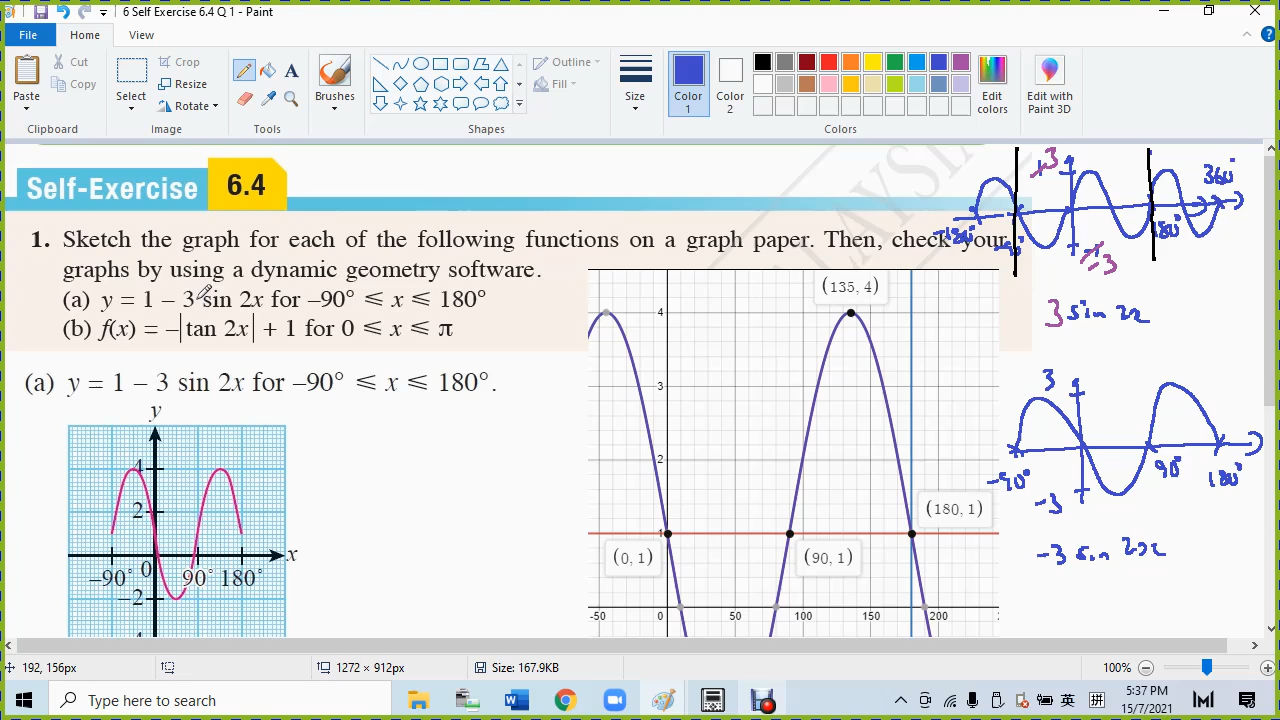 6 Self Exercise 6.4 Q 1 - Paint
File Home View
Cut
Copy
Paste
Clipboard
Select
Crop
Resize
Rotate
Image
A
Tools
Brushes
Outline
Fill
Shapes
Size
Color 1
Color 2
Edit colors
Edit with Paint 3D
Colors
Self-Exercise 6.4
1. Sketch the graph for each of the following functions on a graph paper. Then, check your
graphs by using a dynamic geometry software.
(a) y = 1 – 3 sin 2x for –90° ⩽ x ⩽ 180°
(b) f(x) = –|tan 2x| + 1 for 0 ⩽ x ⩽ π
(a) y = 1 – 3 sin 2x for –90° ⩽ x ⩽ 180°.
y
4
2
–90° 0 90° 180° x
–2
(135, 4)
4
3
2
1
(180, 1)
(0, 1)
(90, 1)
-50 0 50 100 150 200
3
360°
-180° -90° 180°
-3
3 sin 2x
3
-90° 90° 180°
-3
-3 sin 2x
192, 156px
1272 × 912px
Size: 167.9KB
100%
Type here to search
英
拼
5:37 PM
15/7/2021